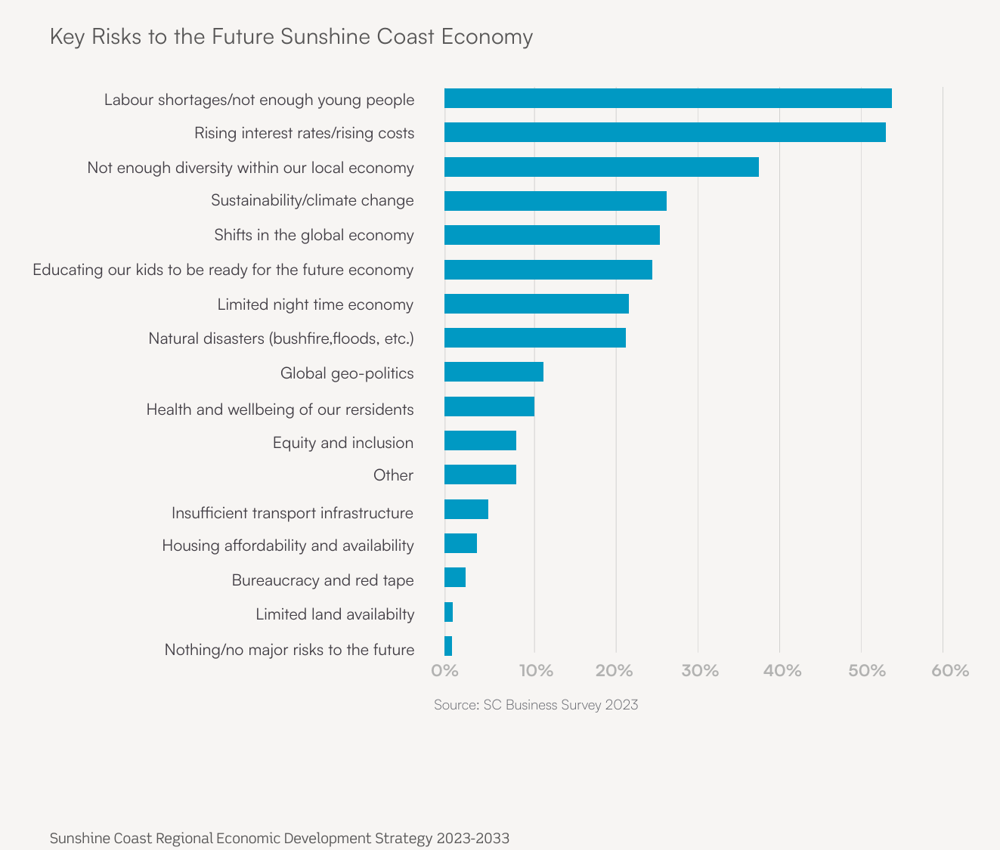 Key Risks to the Future Sunshine Coast Economy
Labour shortages/not enough young people
Rising interest rates/rising costs
Not enough diversity within our local economy
Sustainability/climate change
Shifts in the global economy
Educating our kids to be ready for the future economy
Limited night time economy
Natural disasters (bushfire,floods, etc.)
Global geo-politics
Health and wellbeing of our rersidents
Equity and inclusion
Other
Insufficient transport infrastructure
Housing affordability and availability
Bureaucracy and red tape
Limited land availabilty
Nothing/no major risks to the future
0% 10% 20% 30% 40% 50% 60%
Source: SC Business Survey 2023
Sunshine Coast Regional Economic Development Strategy 2023-2033